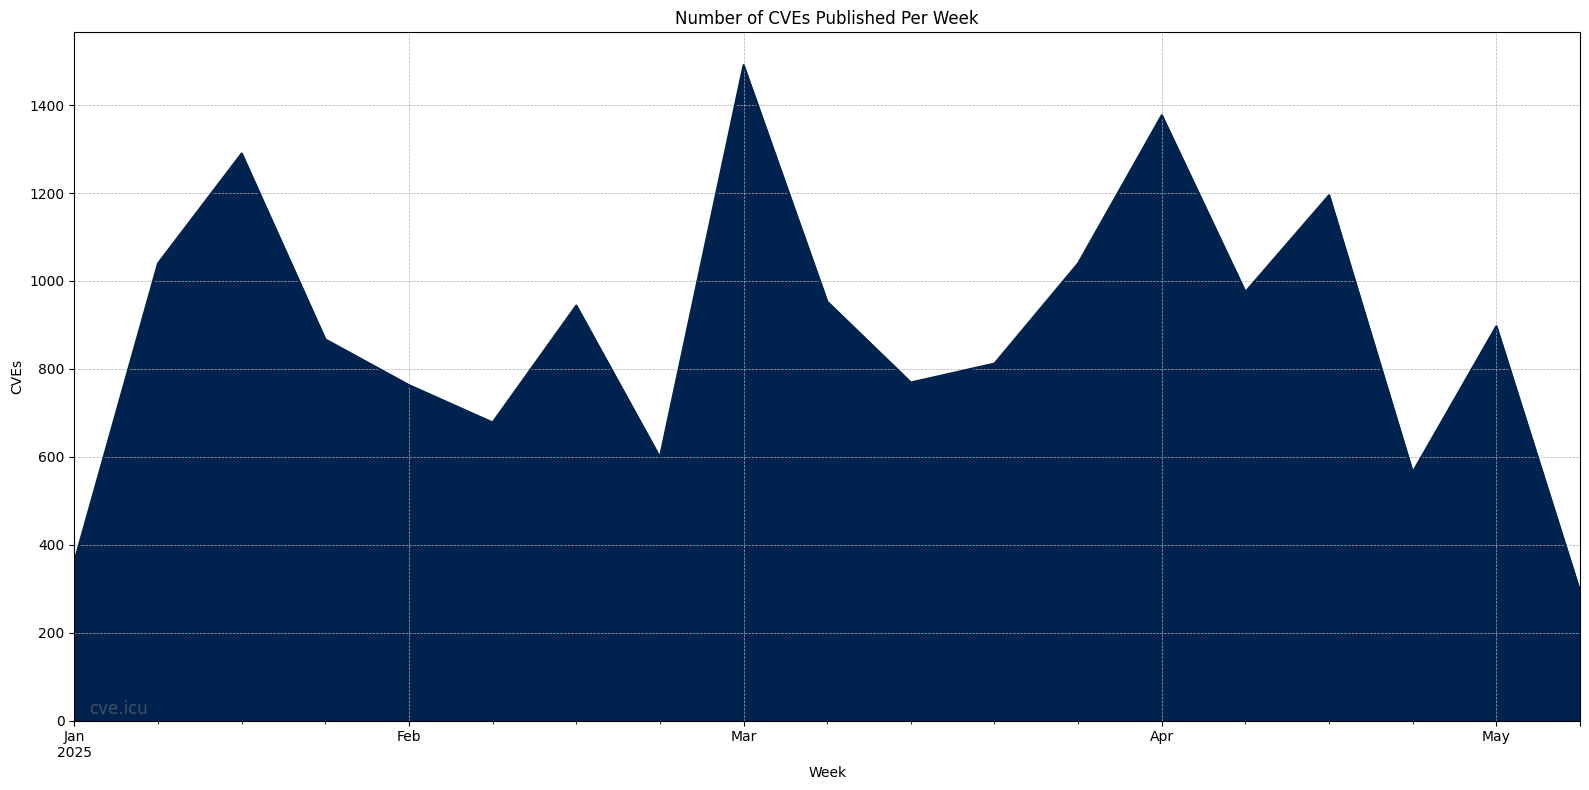 Number of CVEs Published Per Week
1400
1200
1000
800
600
400
200
0
CVEs
cve.icu
Jan
2025
Feb
Mar
Apr
May
Week